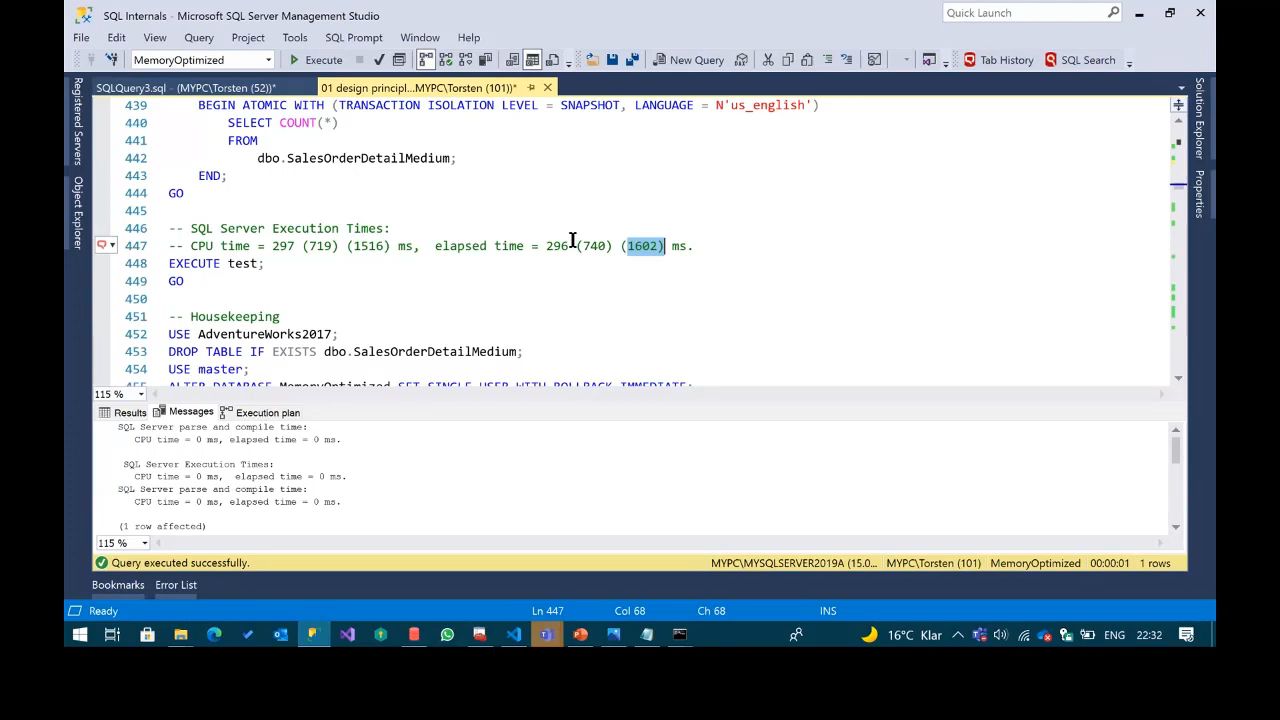 SQL Internals - Microsoft SQL Server Management Studio
Quick Launch
File Edit View Query Project Tools SQL Prompt Window Help
MemoryOptimized Execute New Query Tab History SQL Search
SQLQuery3.sql - (MYPC\Torsten (52))* 01 design principl...MYPC\Torsten (101))*
Registered Servers
Object Explorer
Solution Explorer
Properties
439 BEGIN ATOMIC WITH (TRANSACTION ISOLATION LEVEL = SNAPSHOT, LANGUAGE = N'us_english')
440 SELECT COUNT(*)
441 FROM
442 dbo.SalesOrderDetailMedium;
443 END;
444 GO
445
446 -- SQL Server Execution Times:
447 -- CPU time = 297 (719) (1516) ms, elapsed time = 296 (740) (1602) ms.
448 EXECUTE test;
449 GO
450
451 -- Housekeeping
452 USE AdventureWorks2017;
453 DROP TABLE IF EXISTS dbo.SalesOrderDetailMedium;
454 USE master;
455 ALTER DATABASE MemoryOptimized SET SINGLE_USER WITH ROLLBACK IMMEDIATE;
115 %
Results Messages Execution plan
SQL Server parse and compile time:
CPU time = 0 ms, elapsed time = 0 ms.
SQL Server Execution Times:
CPU time = 0 ms, elapsed time = 0 ms.
SQL Server parse and compile time:
CPU time = 0 ms, elapsed time = 0 ms.
(1 row affected)
115 %
Query executed successfully. MYPC\MYSQLSERVER2019A (15.0... MYPC\Torsten (101) MemoryOptimized 00:00:01 1 rows
Bookmarks Error List
Ready Ln 447 Col 68 Ch 68 INS
16°C Klar ENG 22:32